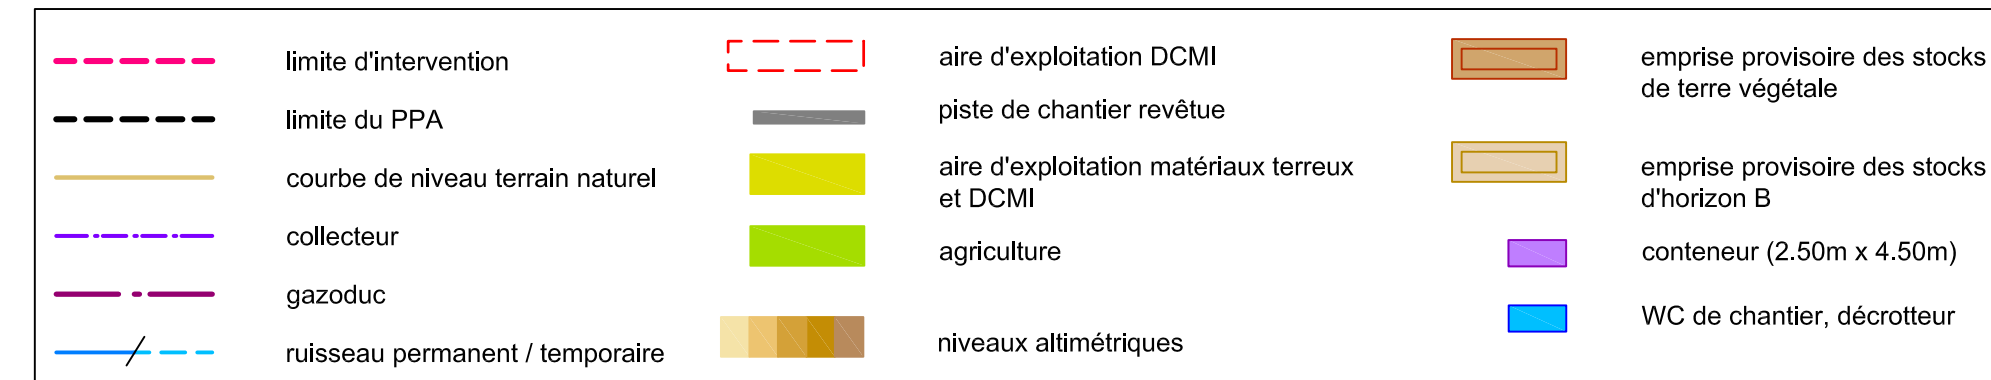 limite d'intervention
limite du PPA
courbe de niveau terrain naturel
collecteur
gazoduc
ruisseau permanent / temporaire
aire d'exploitation DCMI
piste de chantier revêtue
aire d'exploitation matériaux terreux
et DCMI
agriculture
niveaux altimétriques
emprise provisoire des stocks
de terre végétale
emprise provisoire des stocks
d'horizon B
conteneur (2.50m x 4.50m)
WC de chantier, décrotteur